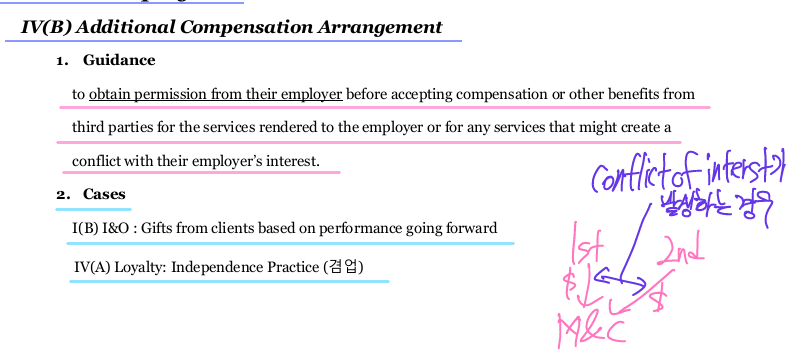 IV(B) Additional Compensation Arrangement
1. Guidance
to obtain permission from their employer before accepting compensation or other benefits from
third parties for the services rendered to the employer or for any services that might create a
conflict with their employer's interest.
2. Cases
I(B) I&O : Gifts from clients based on performance going forward
IV(A) Loyalty: Independence Practice (겸업)
Conflict of interst가
발생하는 경우
1st 2nd
$ $
M&C